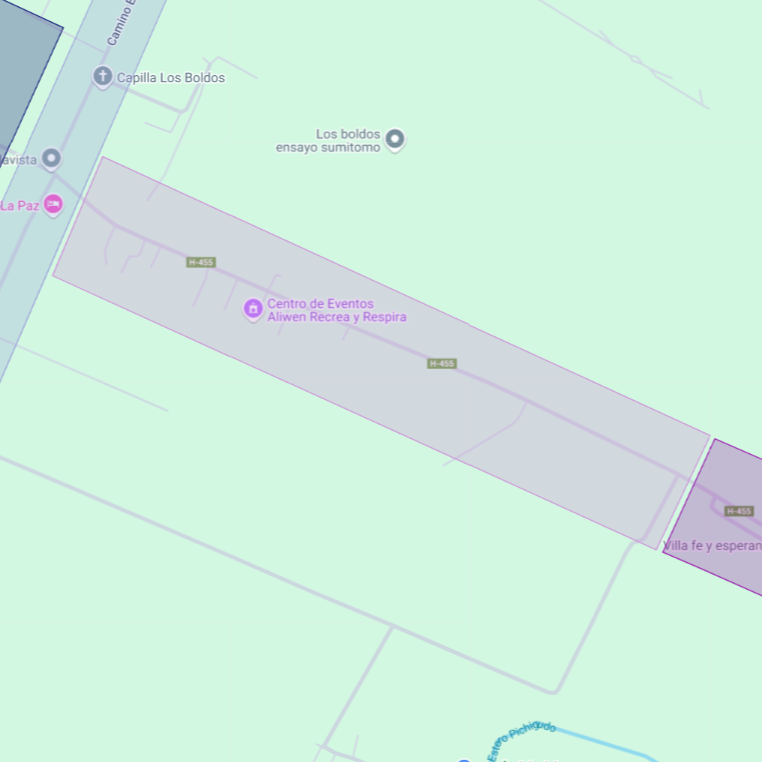 Camino E
Capilla Los Boldos
Los boldos
ensayo sumitomo
avista
La Paz
H-455
Centro de Eventos
Aliwen Recrea y Respira
H-455
H-455
Villa fe y esperan
Estero Pichiguao